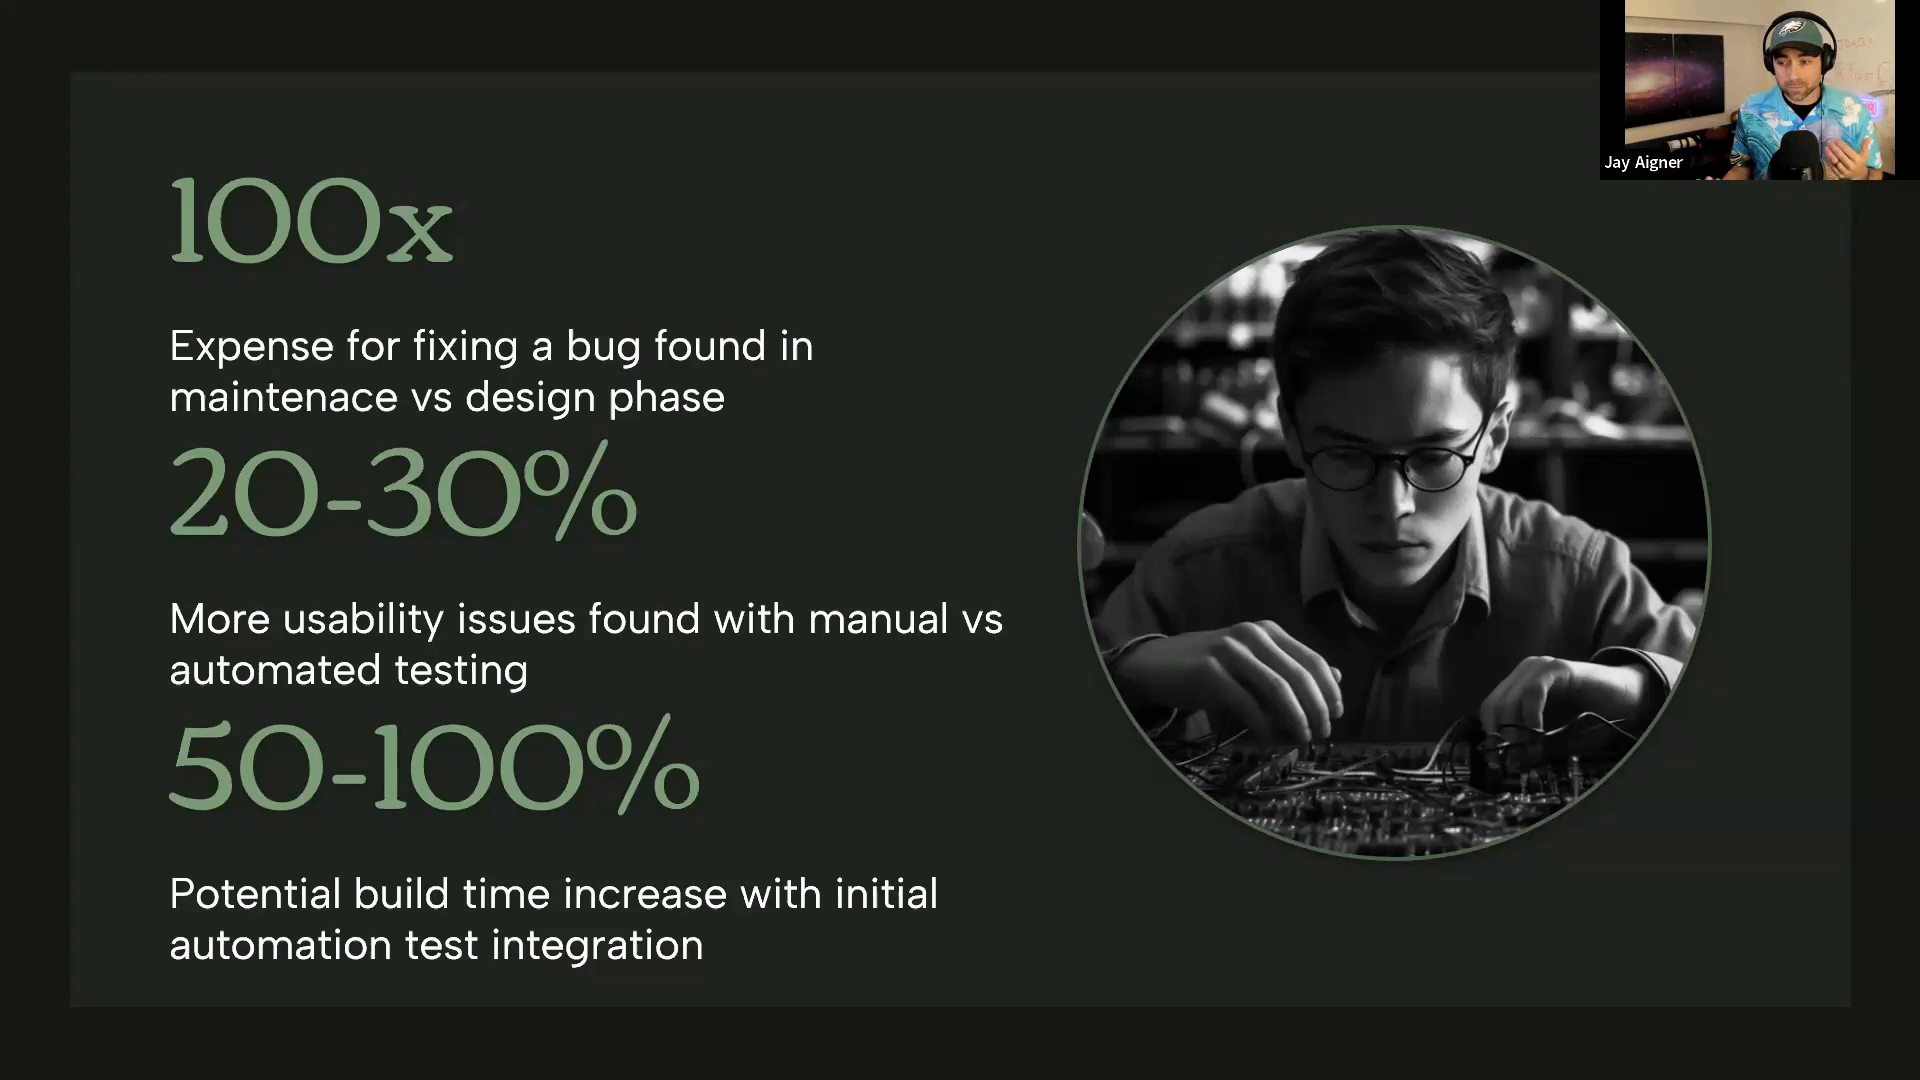 100x
Expense for fixing a bug found in
maintenace vs design phase
20-30%
More usability issues found with manual vs
automated testing
50-100%
Potential build time increase with initial
automation test integration
Jay Aigner